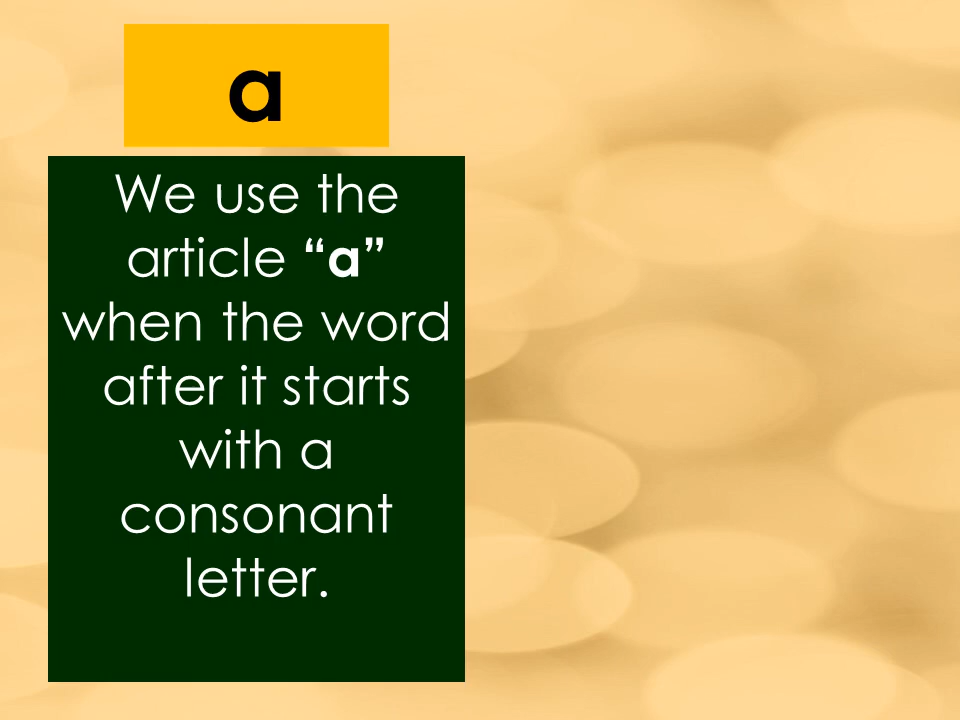 a
We use the
article “a”
when the word
after it starts
with a
consonant
letter.